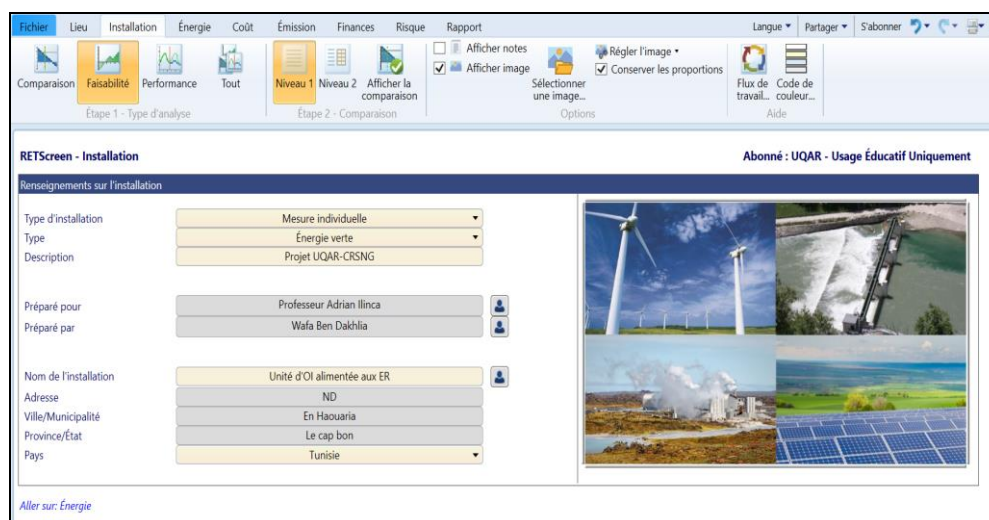 Fichier Lieu Installation Énergie Coût Émission Finances Risque Rapport Langue Partager S'abonner
Comparaison Faisabilité Performance Tout
Étape 1 - Type d'analyse
Niveau 1 Niveau 2 Afficher la comparaison
Étape 2 - Comparaison
Afficher notes
Afficher image
Sélectionner une image...
Régler l'image
Conserver les proportions
Options
Flux de travail... Code de couleur...
Aide
RETScreen - Installation Abonné : UQAR - Usage Éducatif Uniquement
Renseignements sur l'installation
Type d'installation Mesure individuelle
Type Énergie verte
Description Projet UQAR-CRSNG
Préparé pour Professeur Adrian Ilinca
Préparé par Wafa Ben Dakhlia
Nom de l'installation Unité d'OI alimentée aux ER
Adresse ND
Ville/Municipalité En Haouaria
Province/État Le cap bon
Pays Tunisie
Aller sur: Énergie